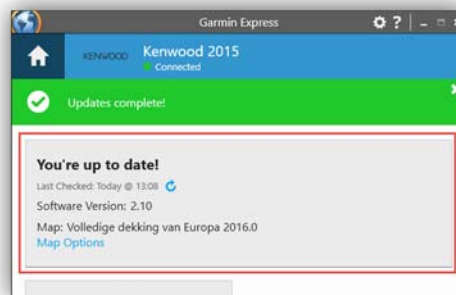 Garmin Express
KENWOOD
Kenwood 2015
Connected
Updates complete!
You're up to date!
Last Checked: Today @ 13:08
Software Version: 2.10
Map: Volledige dekking van Europa 2016.0
Map Options